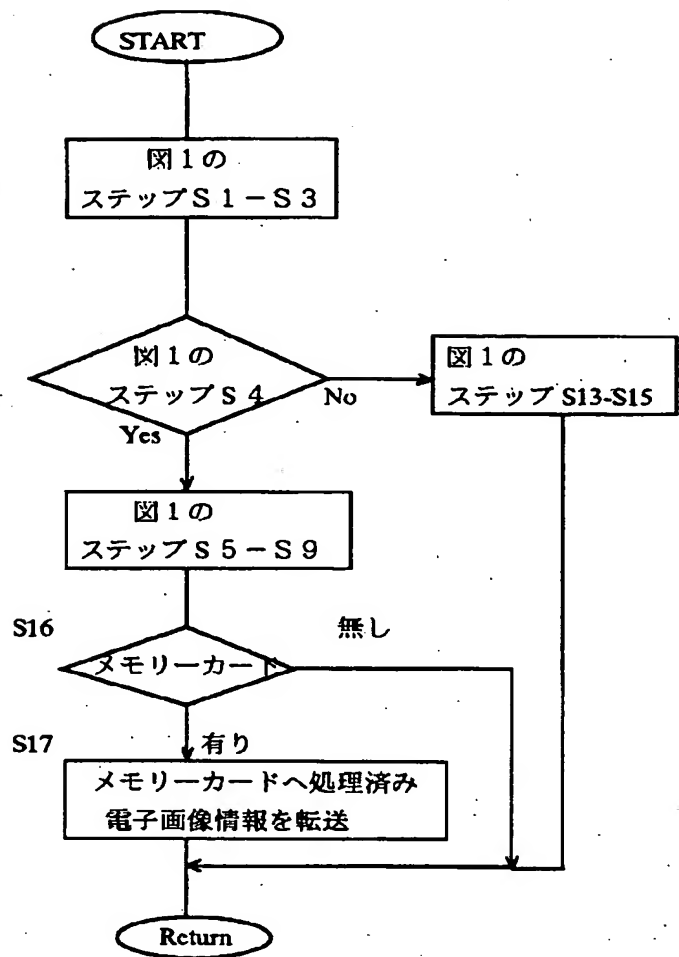 START
図1の
ステップS1-S3
図1の
ステップS4
No
Yes
図1の
ステップS13-S15
図1の
ステップS5-S9
S16
無し
メモリーカード
S17
有り
メモリーカードへ処理済み
電子画像情報を転送
Return